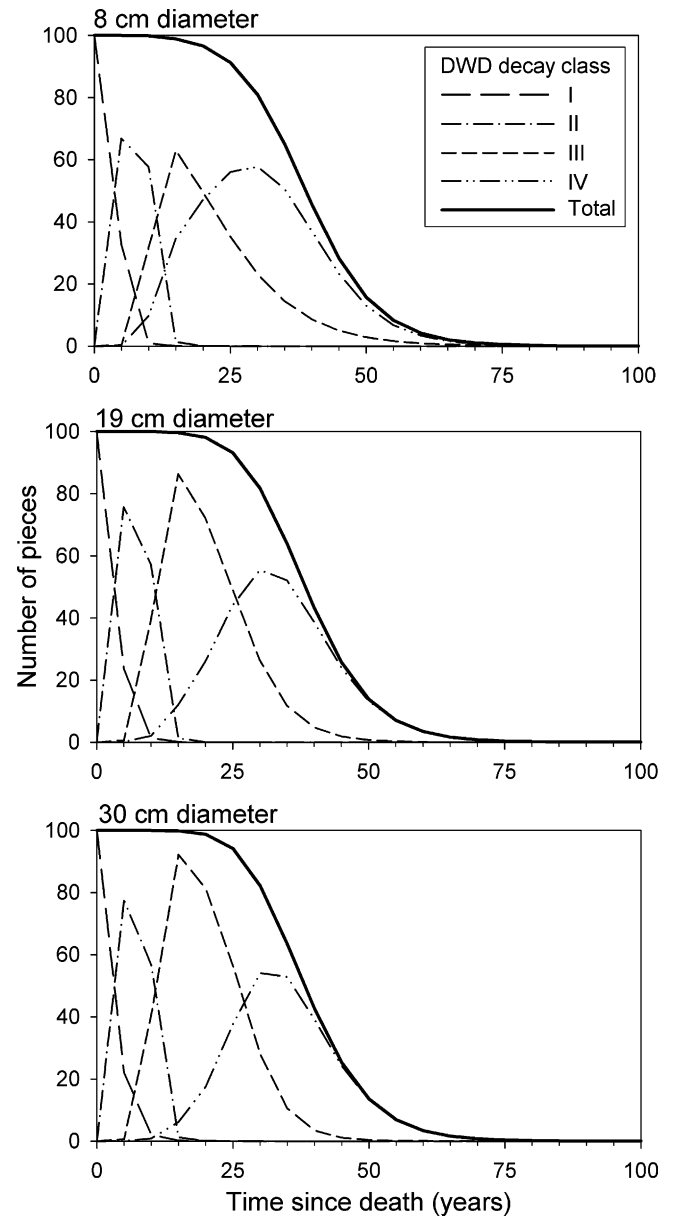 8 cm diameter
100
80
60
40
20
0
DWD decay class
I
II
III
IV
Total
0 25 50 75 100
19 cm diameter
100
80
60
40
20
0
Number of pieces
0 25 50 75 100
30 cm diameter
100
80
60
40
20
0
0 25 50 75 100
Time since death (years)